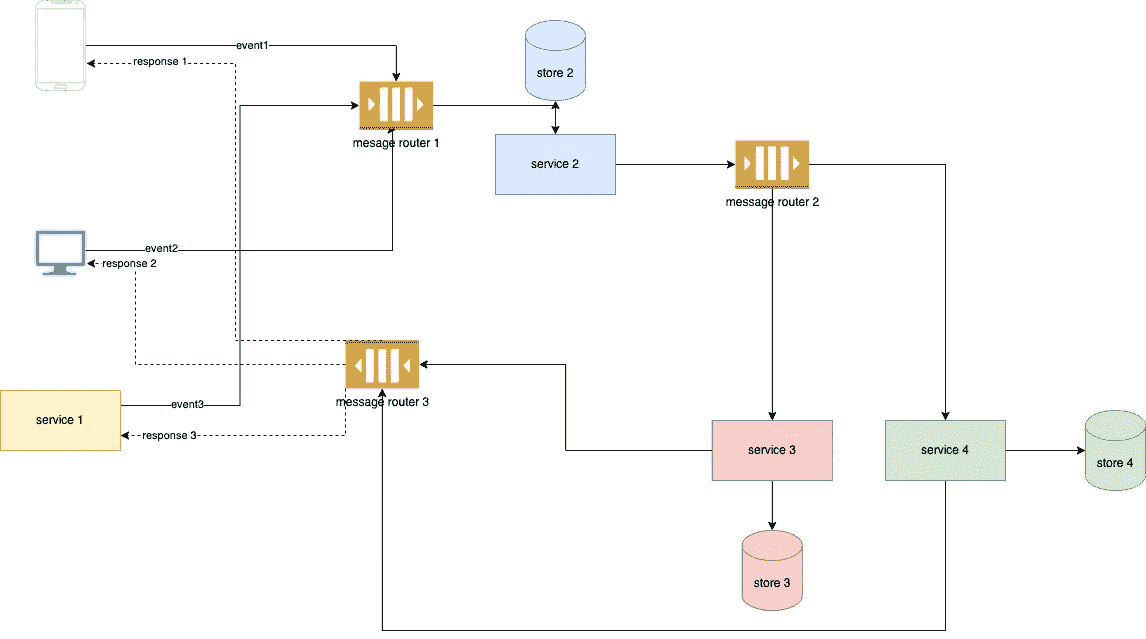 event1
response 1
store 2
message router 1
service 2
message router 2
event2
response 2
message router 3
event3
service 1
response 3
service 3
service 4
store 4
store 3